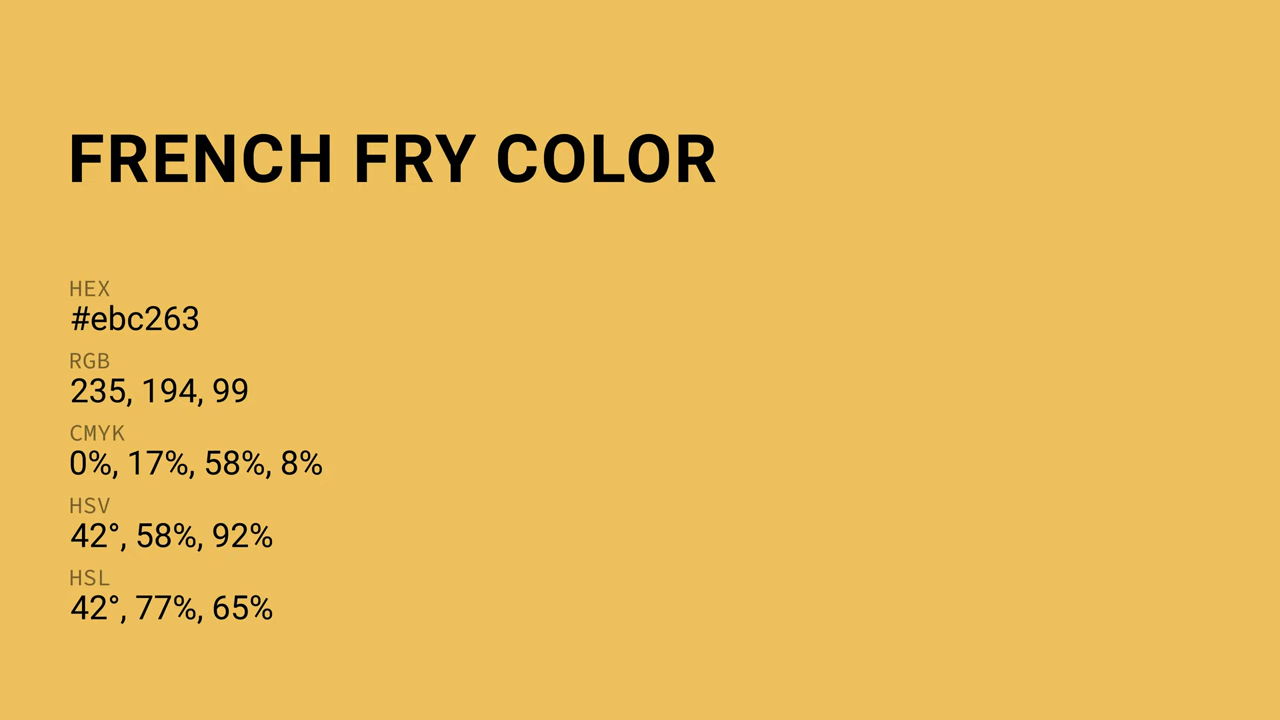 FRENCH FRY COLOR
HEX
#ebc263
RGB
235, 194, 99
CMYK
0%, 17%, 58%, 8%
HSV
42°, 58%, 92%
HSL
42°, 77%, 65%